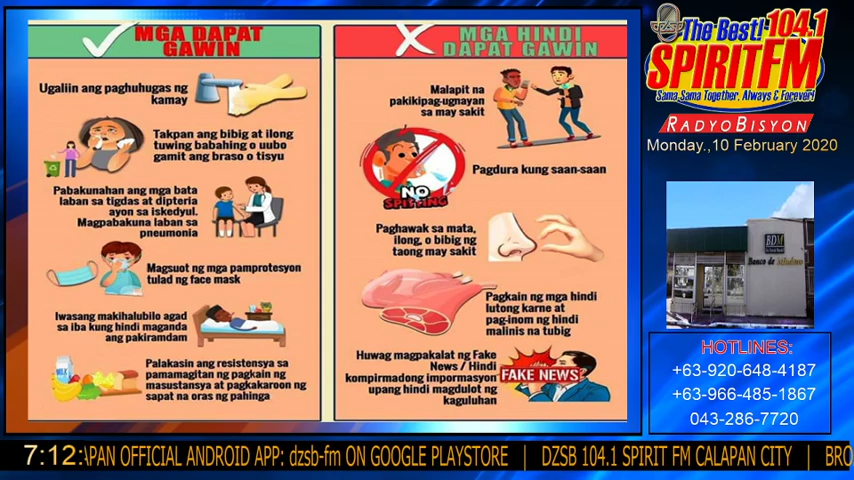 MGA DAPAT
GAWIN
Ugaliin ang paghuhugas ng
kamay
Takpan ang bibig at ilong
tuwing babahing o uubo
gamit ang braso o tisyu
Pabakunahan ang mga bata
laban sa tigdas at dipteria
ayon sa iskedyul.
Magpabakuna laban sa
pneumonia
Magsuot ng mga pamprotesyon
tulad ng face mask
Iwasang makihalubilo agad
sa iba kung hindi maganda
ang pakiramdam
MILK
Palakasin ang resistensya sa
pamamagitan ng pagkain ng
masustansya at pagkakaroon ng
sapat na oras ng pahinga
MGA HINDI
DAPAT GAWIN
Malapit na
pakikipag-ugnayan
sa may sakit
NO
SPITTING
Pagdura kung saan-saan
Paghawak sa mata,
ilong, o bibig ng
taong may sakit
Pagkain ng mga hindi
lutong karne at
pag-inom ng hindi
malinis na tubig
Huwag magpakalat ng Fake
News / Hindi
kompirmadong impormasyon
upang hindi magdulot ng
kaguluhan
FAKE NEWS
The Best! 104.1
SPIRIT FM
Sama Sama Together, Always & Forever!
RADYOBISYON
Monday.,10 February 2020
BDM
Banco de Mindoro
HOTLINES:
+63-920-648-4187
+63-966-485-1867
043-286-7720
7:12: APAN OFFICIAL ANDROID APP: dzsb-fm ON GOOGLE PLAYSTORE | DZSB 104.1 SPIRIT FM CALAPAN CITY | BRO